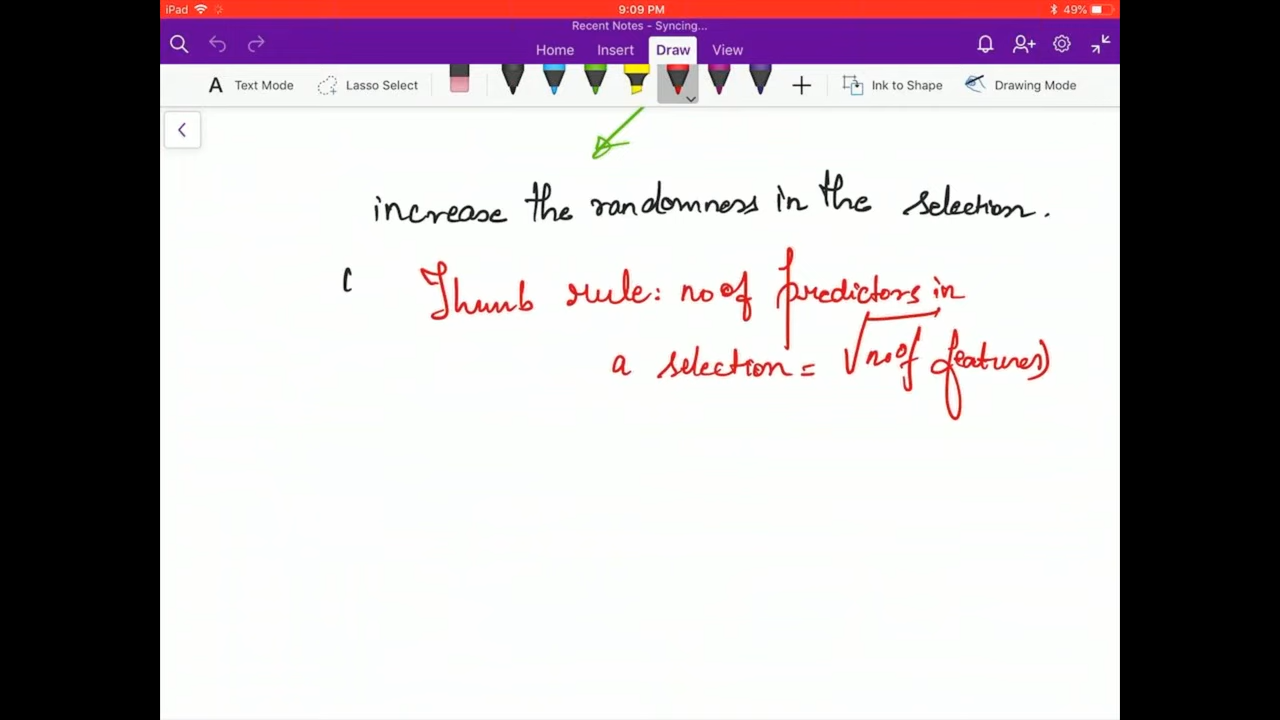 iPad 9:09 PM 49%
Recent Notes - Syncing...
Home Insert Draw View
Text Mode Lasso Select Ink to Shape Drawing Mode
increase the randomness in the selection.
( Thumb rule: no of predictors in
a selection = √no of features)